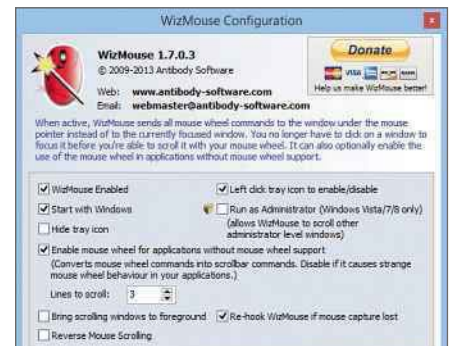 WizMouse Configuration
x
WizMouse 1.7.0.3
© 2009-2013 Antibody Software
Web: www.antibody-software.com
Email: webmaster@antibody-software.com
Donate
VISA
Help us make WizMouse better!
When active, WizMouse sends all mouse wheel commands to the window under the mouse
pointer instead of to the currently focused window. You no longer have to click on a window to
focus it before you're able to scroll it with your mouse wheel. It can also optionally enable the
use of the mouse wheel in applications without mouse wheel support.
WizMouse Enabled
Left click tray icon to enable/disable
Start with Windows
Run as Administrator (Windows Vista/7/8 only)
(allows WizMouse to scroll other
administrator level windows)
Hide tray icon
Enable mouse wheel for applications without mouse wheel support
(Converts mouse wheel commands into scrollbar commands. Disable if it causes strange
mouse wheel behaviour in your applications.)
Lines to scroll: 3
Bring scrolling windows to foreground
Re-hook WizMouse if mouse capture lost
Reverse Mouse Scrolling